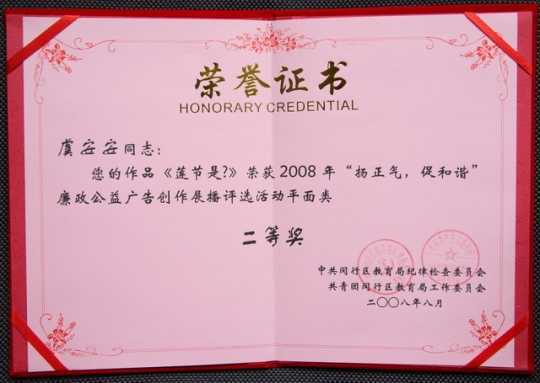 荣誉证书
HONORARY CREDENTIAL
虞安安同志：
您的作品《莲节是?》荣获2008年“扬正气，促和谐”
廉政公益广告创作展播评选活动平面类
二等奖
中共闵行区教育局纪律检查委员会
共青团闵行区教育局工作委员会
二〇〇八年八月